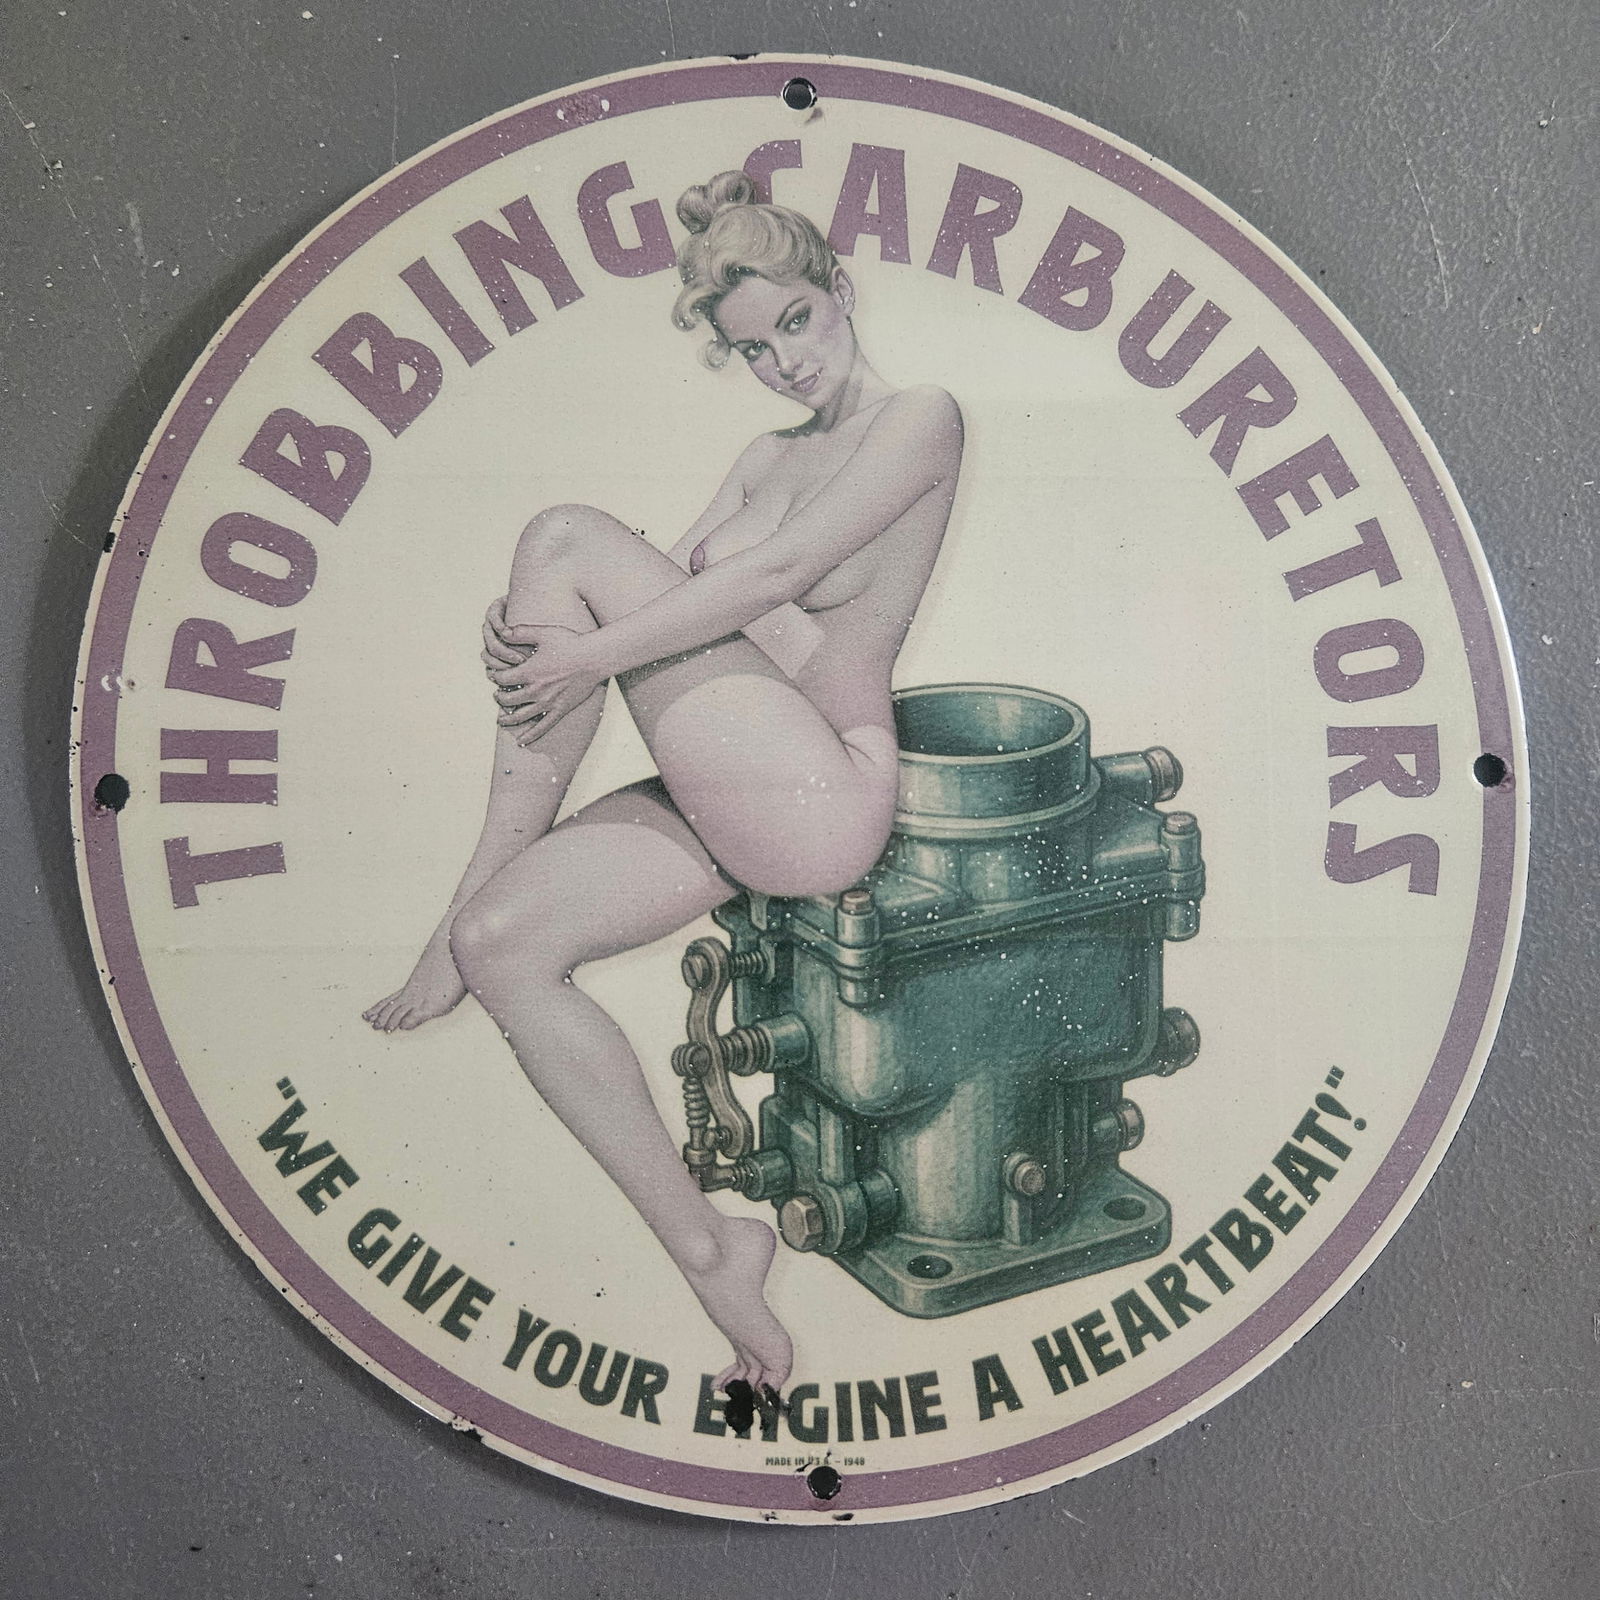 THROBBING CARBURETORS
"WE GIVE YOUR ENGINE A HEARTBEAT!"
MADE IN U.S.A. - 1948